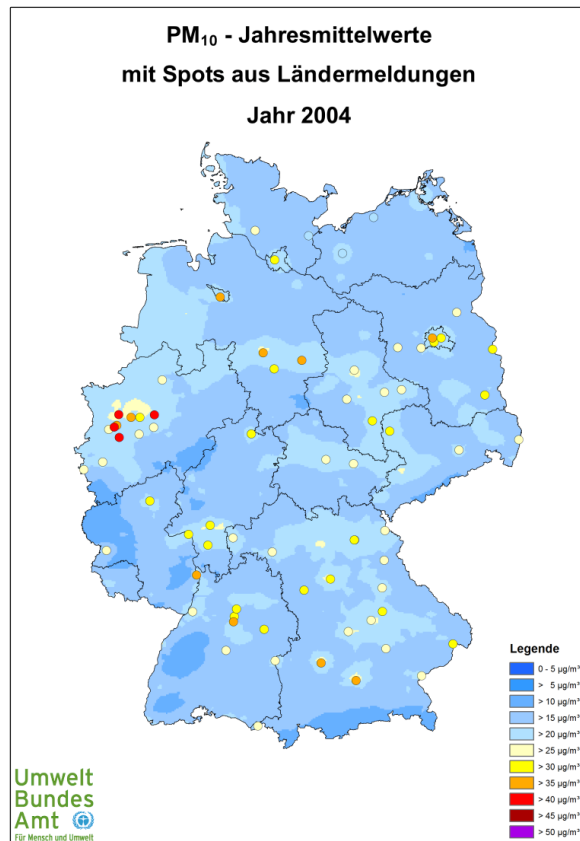 PM₁₀ - Jahresmittelwerte
mit Spots aus Ländermeldungen
Jahr 2004
Legende
0 - 5 µg/m³
> 5 µg/m³
> 10 µg/m³
> 15 µg/m³
> 20 µg/m³
> 25 µg/m³
> 30 µg/m³
> 35 µg/m³
> 40 µg/m³
> 45 µg/m³
> 50 µg/m³
Umwelt
Bundes
Amt
Für Mensch und Umwelt